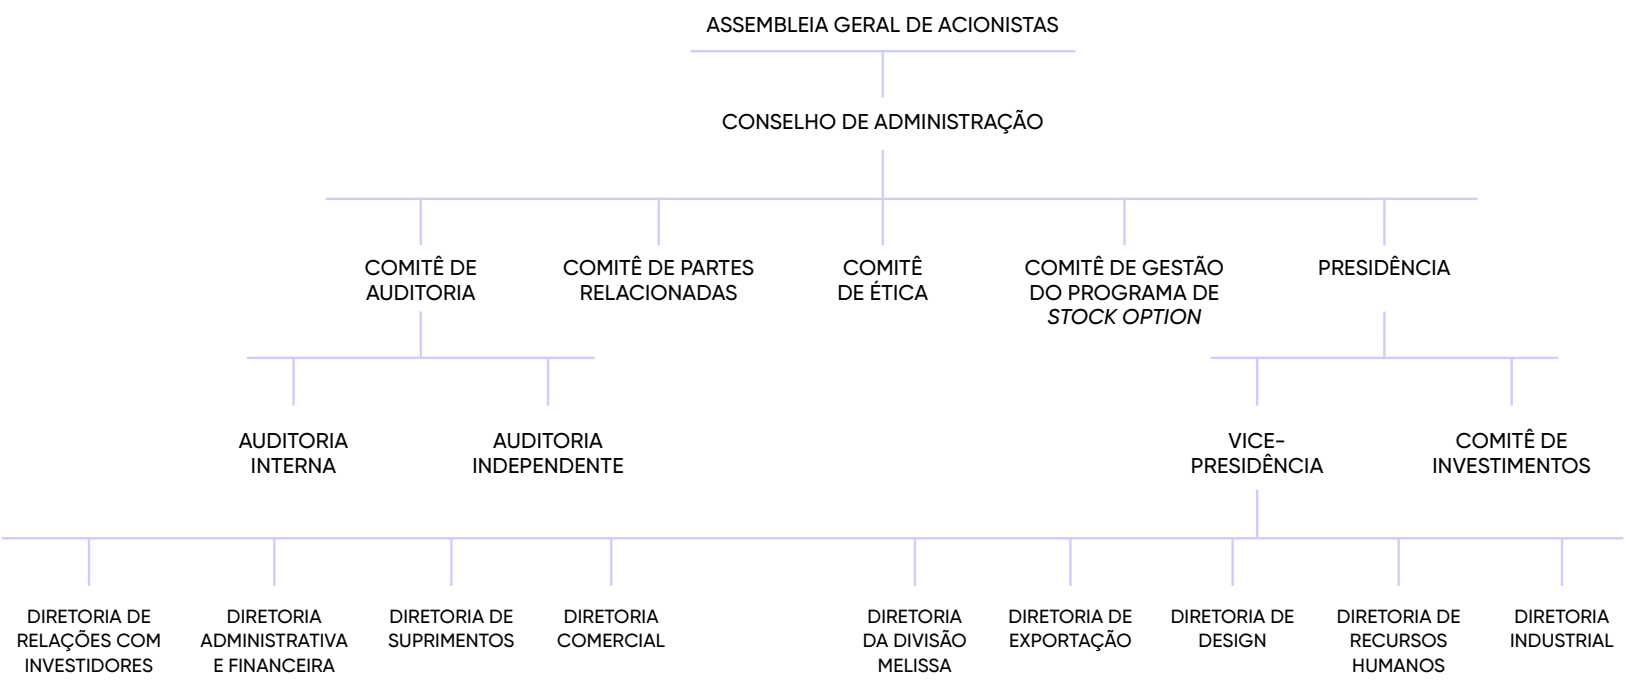 ASSEMBLEIA GERAL DE ACIONISTAS
CONSELHO DE ADMINISTRAÇÃO
COMITÊ DE
AUDITORIA
COMITÊ DE PARTES
RELACIONADAS
COMITÊ
DE ÉTICA
COMITÊ DE GESTÃO
DO PROGRAMA DE
STOCK OPTION
PRESIDÊNCIA
AUDITORIA
INTERNA
AUDITORIA
INDEPENDENTE
VICE-
PRESIDÊNCIA
COMITÊ DE
INVESTIMENTOS
DIRETORIA DE
RELAÇÕES COM
INVESTIDORES
DIRETORIA
ADMINISTRATIVA
E FINANCEIRA
DIRETORIA DE
SUPRIMENTOS
DIRETORIA
COMERCIAL
DIRETORIA
DA DIVISÃO
MELISSA
DIRETORIA DE
EXPORTAÇÃO
DIRETORIA DE
DESIGN
DIRETORIA DE
RECURSOS
HUMANOS
DIRETORIA
INDUSTRIAL